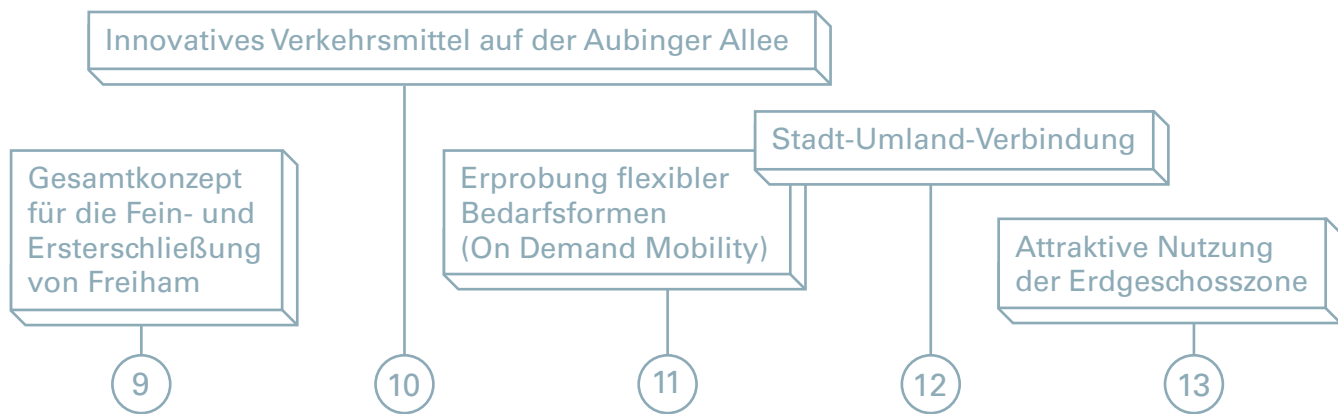 Innovatives Verkehrsmittel auf der Aubinger Allee
Stadt-Umland-Verbindung
Gesamtkonzept
für die Fein- und
Ersterschließung
von Freiham
Erprobung flexibler
Bedarfsformen
(On Demand Mobility)
Attraktive Nutzung
der Erdgeschosszone
9
10
11
12
13